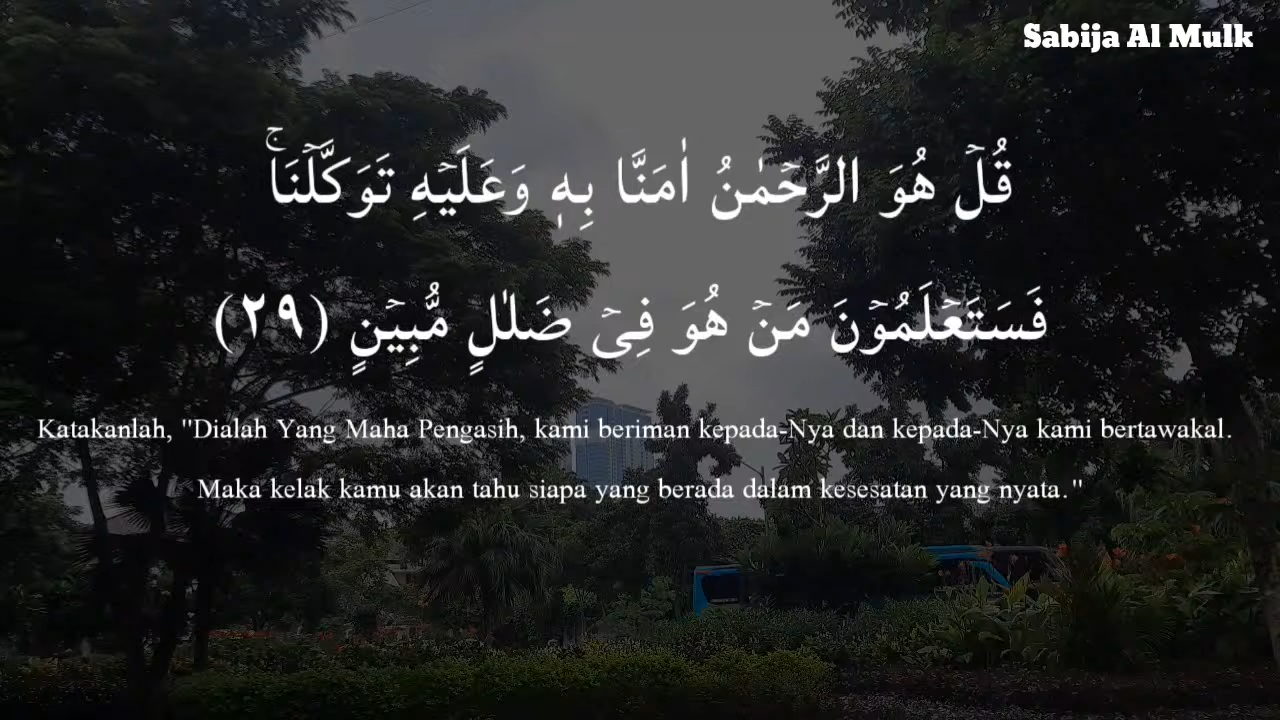 Sabija Al Mulk
قُلۡ هُوَ الرَّحۡمٰنُ اٰمَنَّا بِهٖ وَعَلَيۡهِ تَوَكَّلۡنَا‌ۚ
فَسَتَعۡلَمُوۡنَ مَنۡ هُوَ فِىۡ ضَلٰلٍ مُّبِيۡنٍ (٢٩)
Katakanlah, "Dialah Yang Maha Pengasih, kami beriman kepada-Nya dan kepada-Nya kami bertawakal.
Maka kelak kamu akan tahu siapa yang berada dalam kesesatan yang nyata."